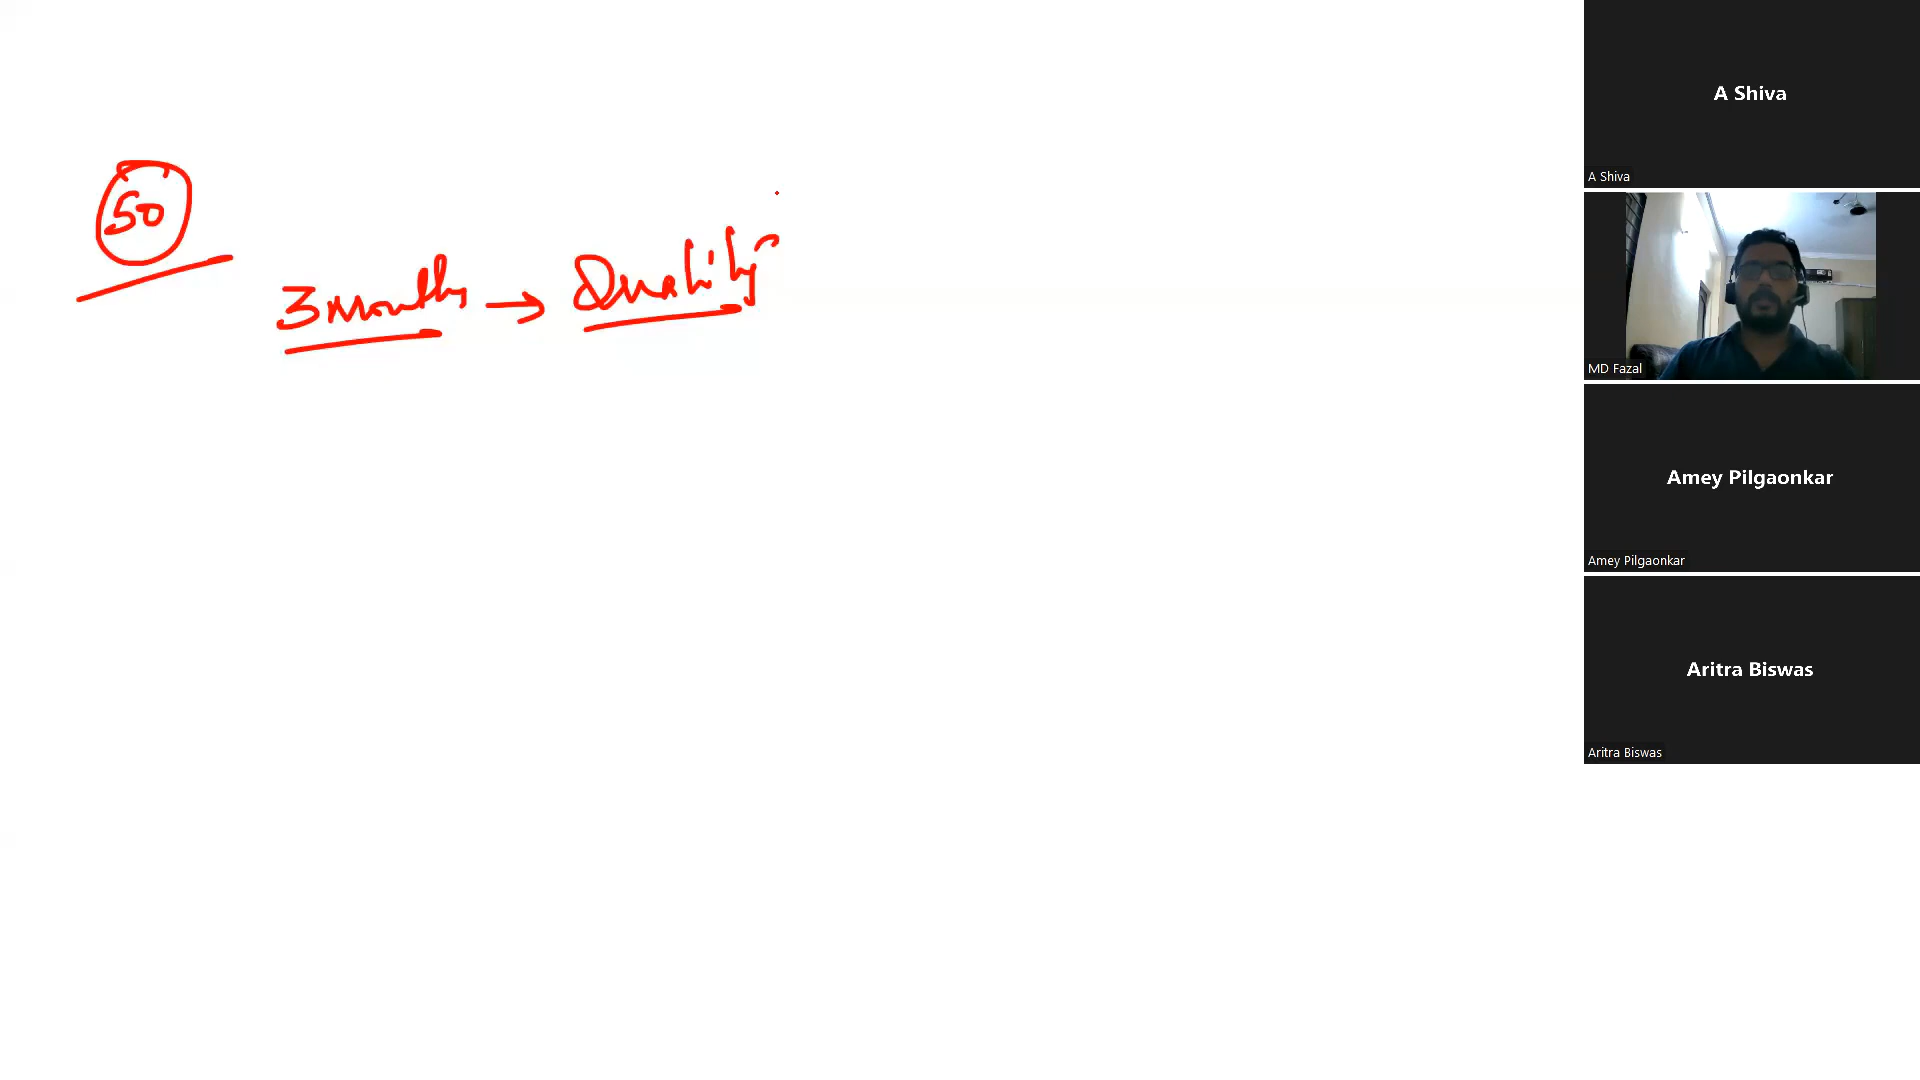 50
3 months → Quality
A Shiva
A Shiva
MD Fazal
Amey Pilgaonkar
Amey Pilgaonkar
Aritra Biswas
Aritra Biswas